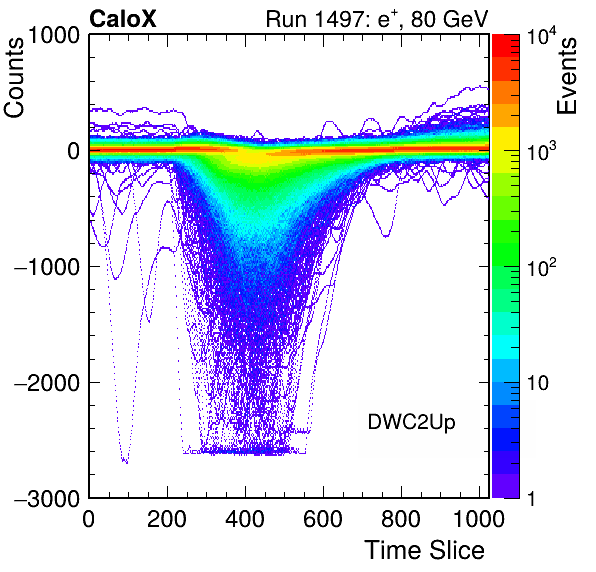 CaloX Run 1497: e⁺, 80 GeV
Counts
1000
0
−1000
−2000
−3000
0 200 400 600 800 1000
Time Slice
DWC2Up
Events
10⁴
10³
10²
10
1